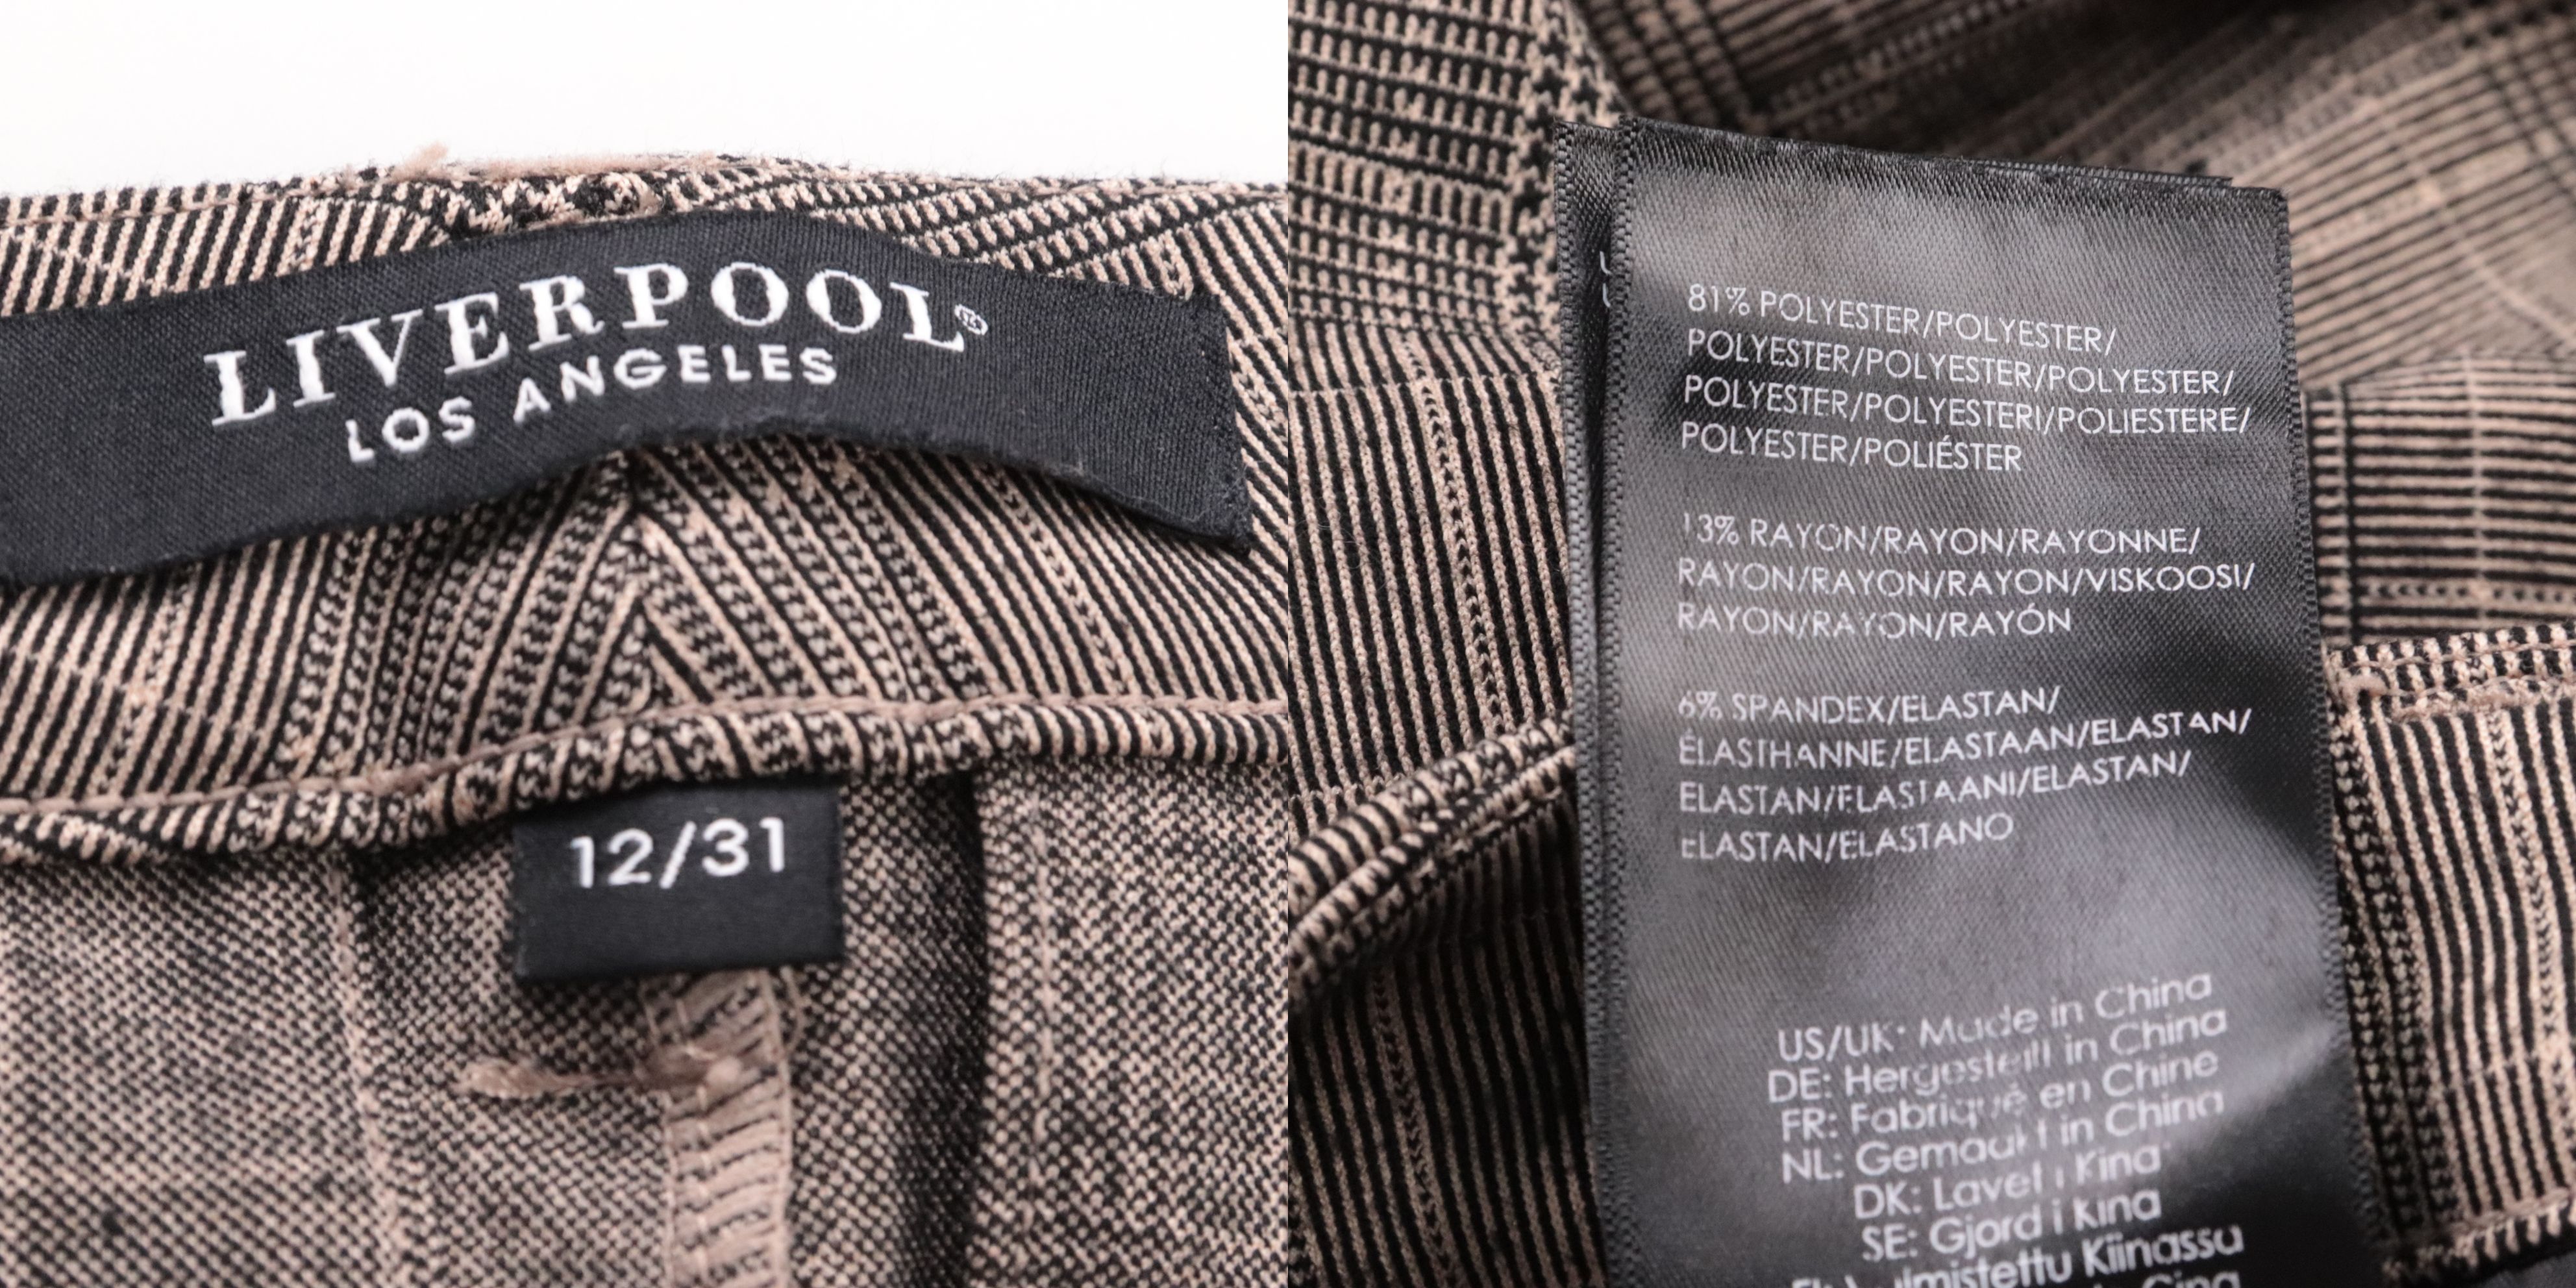 LIVERPOOL®
LOS ANGELES
12/31
81% POLYESTER/POLYESTER/
POLYESTER/POLYESTER/POLYESTER/
POLYESTER/POLYESTERI/POLIESTERE/
POLYESTER/POLIÉSTER
13% RAYON/RAYON/RAYONNE/
RAYON/RAYON/RAYON/VISKOOSI/
RAYON/RAYON/RAYÓN
6% SPANDEX/ELASTAN/
ÉLASTHANNE/ELASTAAN/ELASTAN/
ELASTAN/ELASTAANI/ELASTAN/
ELASTAN/ELASTANO
US/UK: Made in China
DE: Hergestellt in China
FR: Fabriqué en Chine
NL: Gemaakt in China
DK: Lavet i Kina
SE: Gjord i kina
Kiinassa